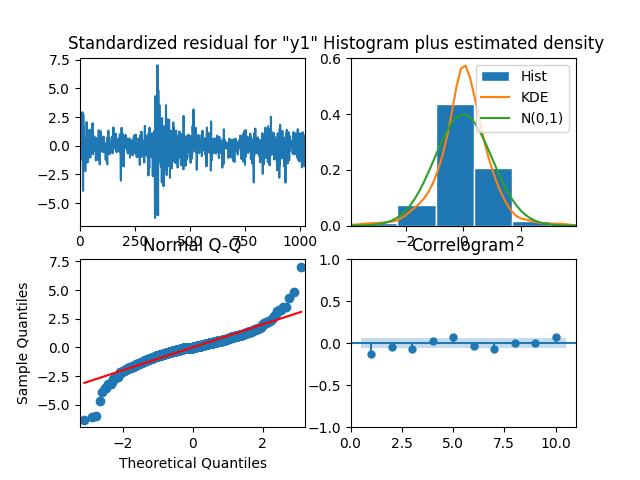 Standardized residual for "y1"
Histogram plus estimated density
7.5
5.0
2.5
0.0
−2.5
−5.0
0 250 500 750 1000
0.6
0.4
0.2
0.0
−2 0 2
Hist
KDE
N(0,1)
Normal Q-Q
Correlogram
Sample Quantiles
7.5
5.0
2.5
0.0
−2.5
−5.0
−2 0 2
Theoretical Quantiles
1.0
0.5
0.0
−0.5
−1.0
0.0 2.5 5.0 7.5 10.0